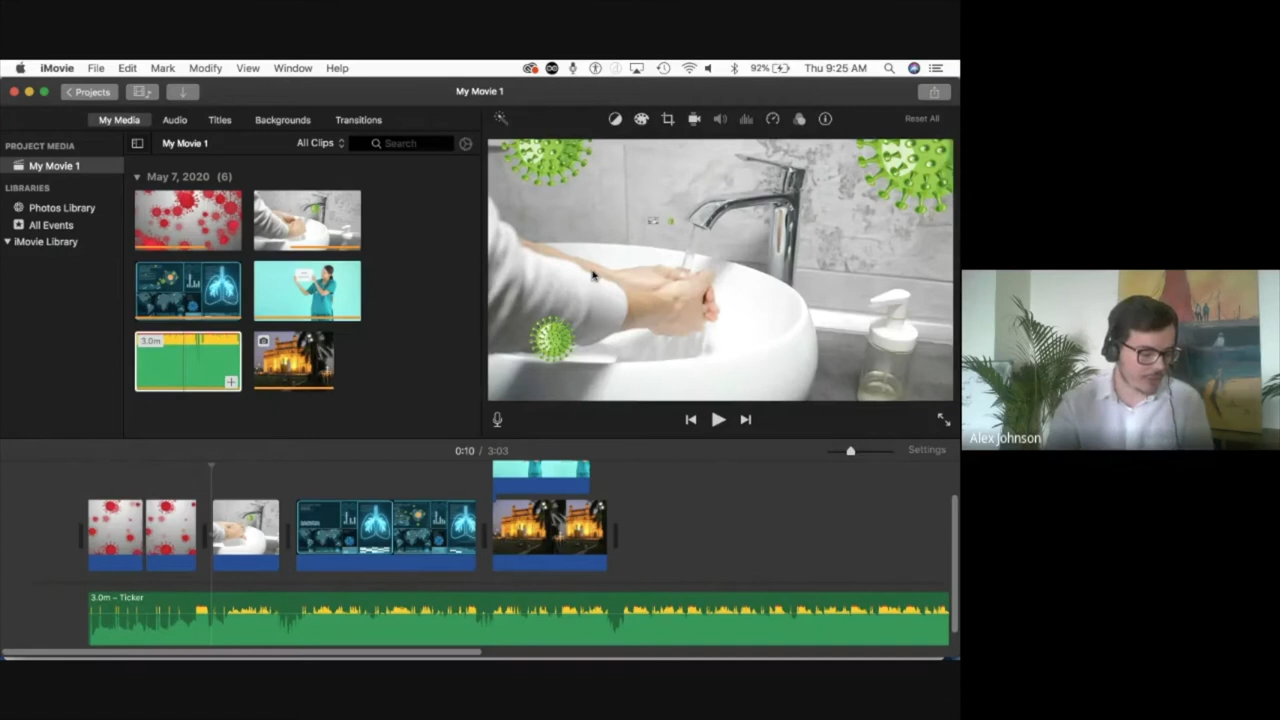 iMovie File Edit Mark Modify View Window Help 92% Thu 9:25 AM
Projects My Movie 1
My Media Audio Titles Backgrounds Transitions Reset All
PROJECT MEDIA My Movie 1 All Clips Search
My Movie 1
LIBRARIES May 7, 2020 (6)
Photos Library
All Events
iMovie Library
3.0m
Alex Johnson
0:10 / 3:03 Settings
3.0m – Ticker